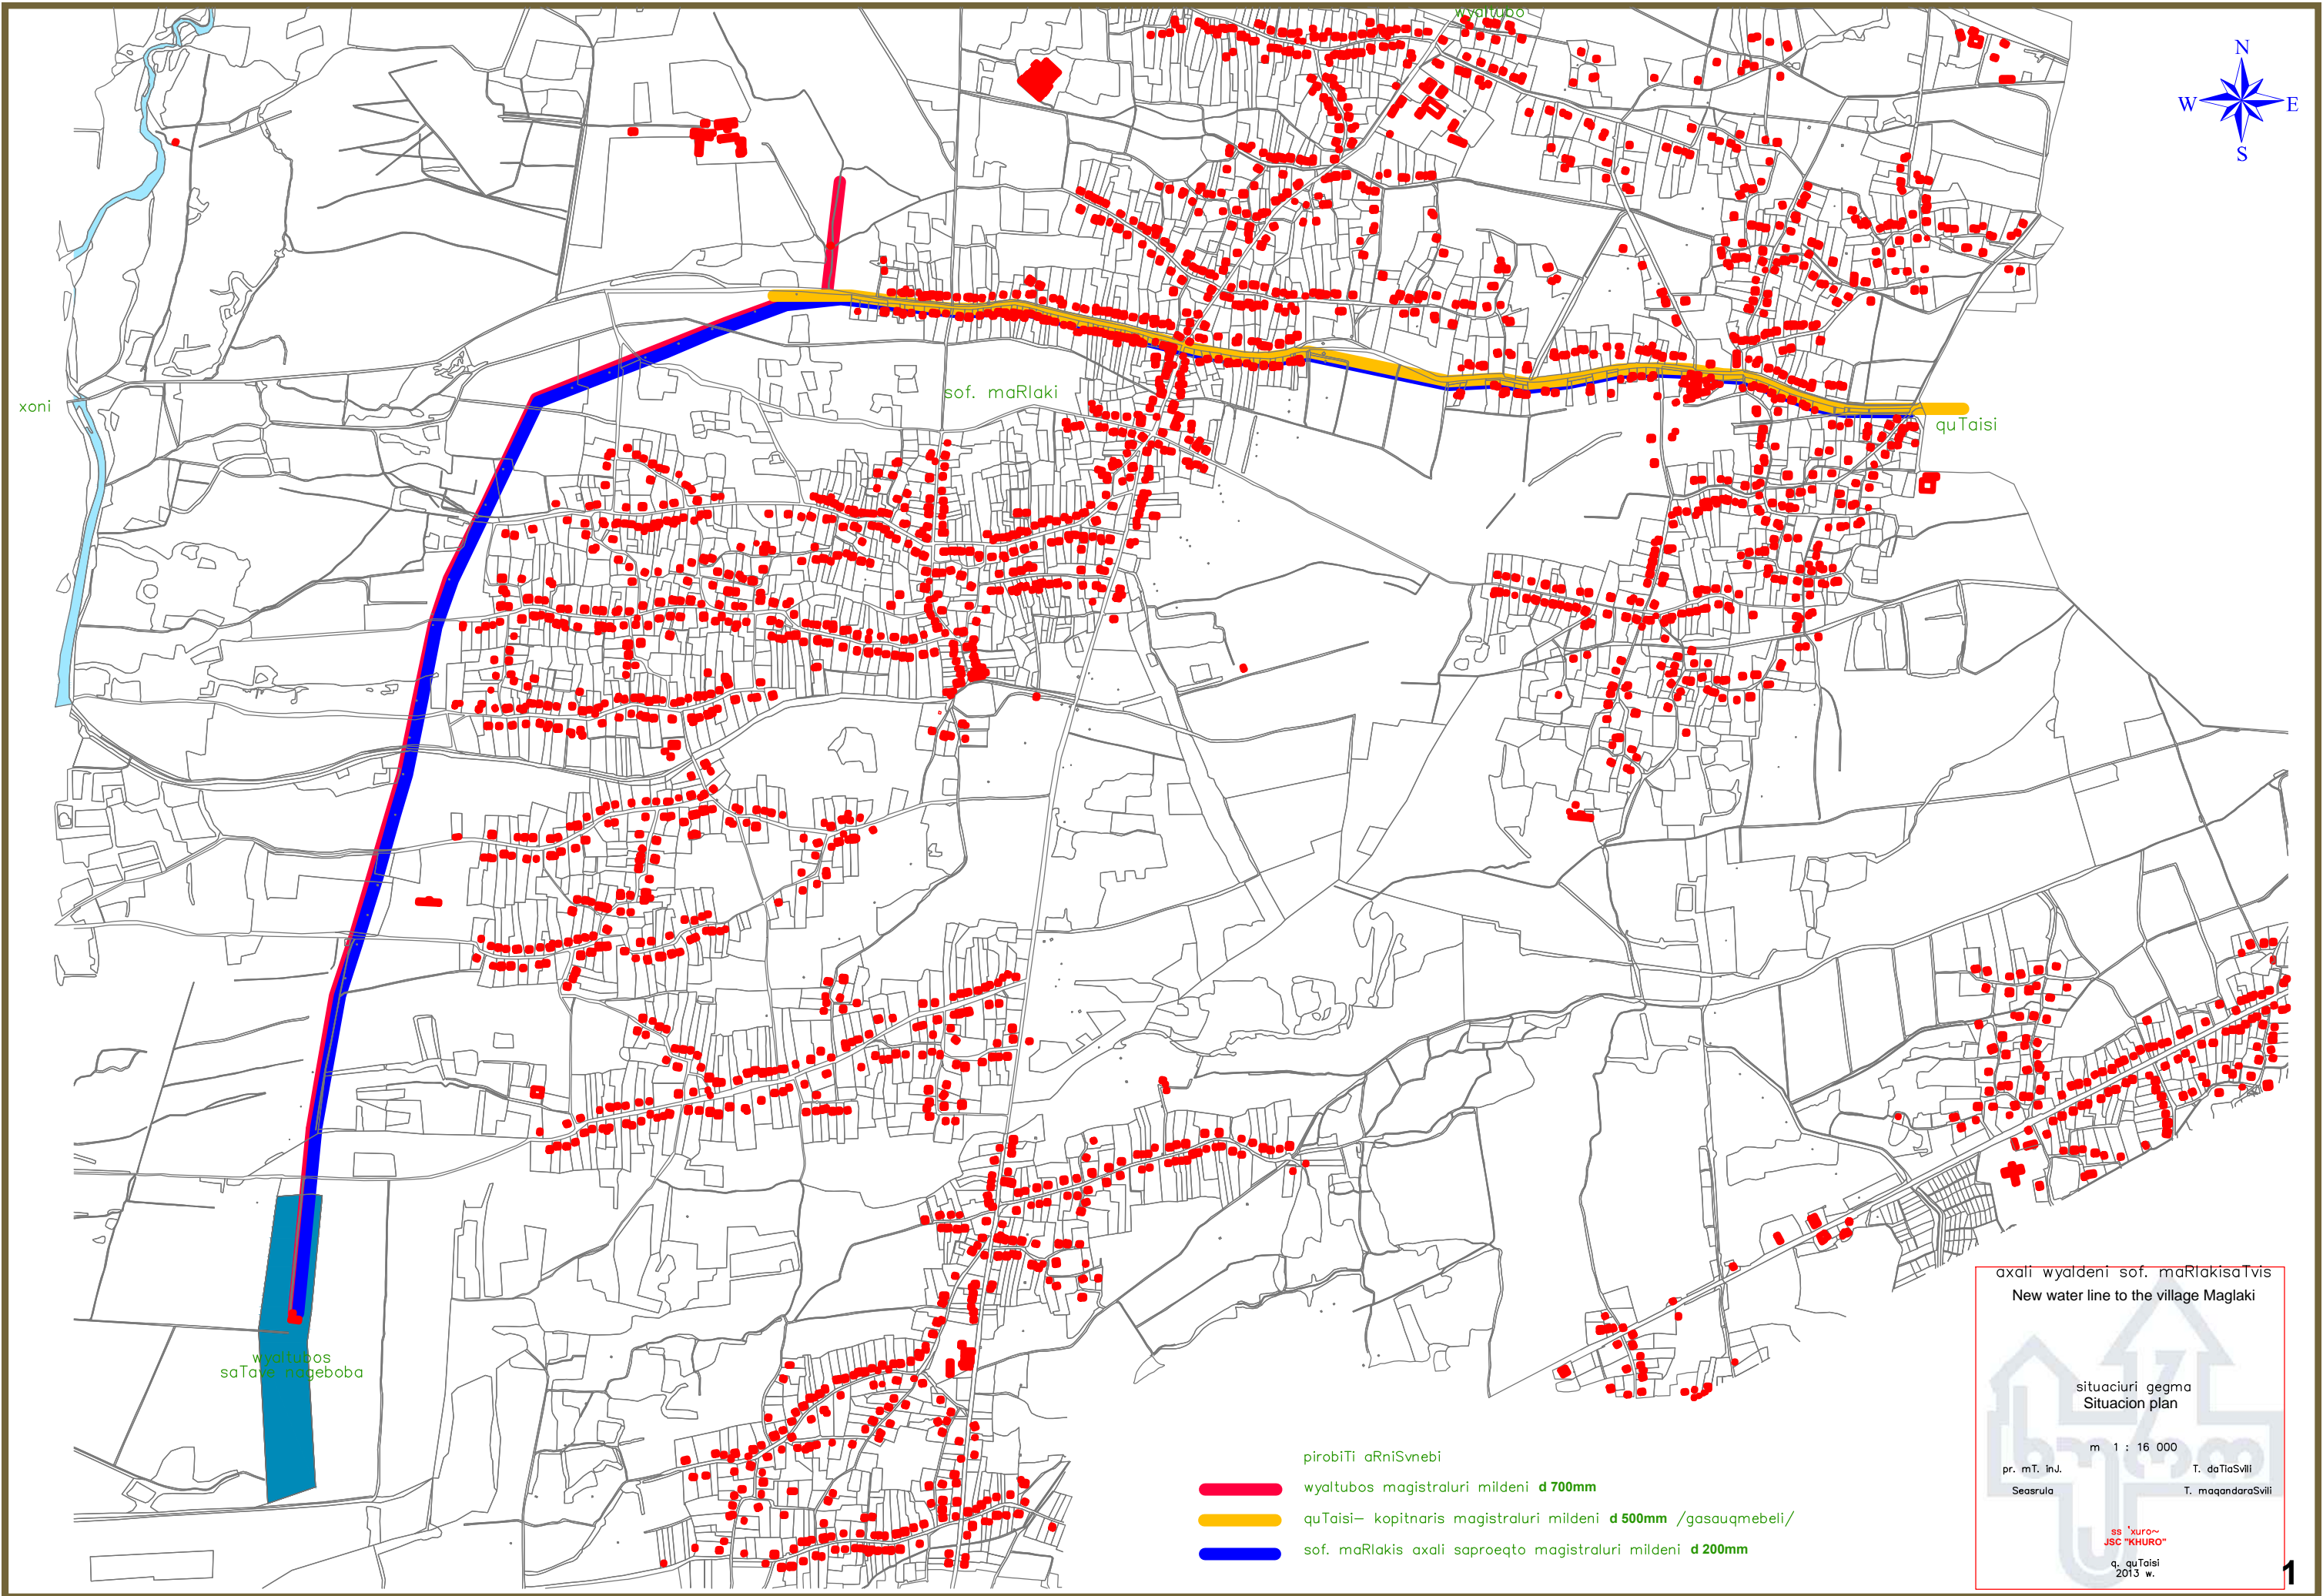 wyaltubo
N
W
E
S
xoni
sof. maRlaki
quTaisi
wyaltubos
saTave nageboba
pirobiTi aRniSvnebi
wyaltubos magistraluri mildeni d 700mm
quTaisi– kopitnaris magistraluri mildeni d 500mm /gasauqmebeli/
sof. maRlakis axali saproeqto magistraluri mildeni d 200mm
axali wyaldeni sof. maRlakisaTvis
New water line to the village Maglaki
situaciuri gegma
Situacion plan
m 1 : 16 000
pr. mT. inJ. T. daTiaSvili
Seasrula T. maqandaraSvili
ss 'xuro~
JSC "KHURO"
q. quTaisi
2013 w.
1